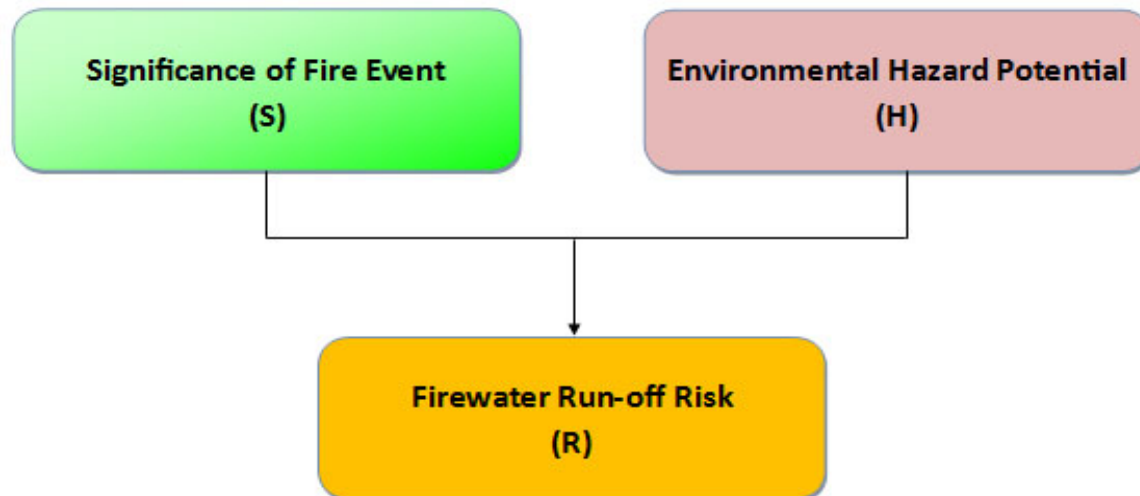 Significance of Fire Event
(S)
Environmental Hazard Potential
(H)
Firewater Run-off Risk
(R)